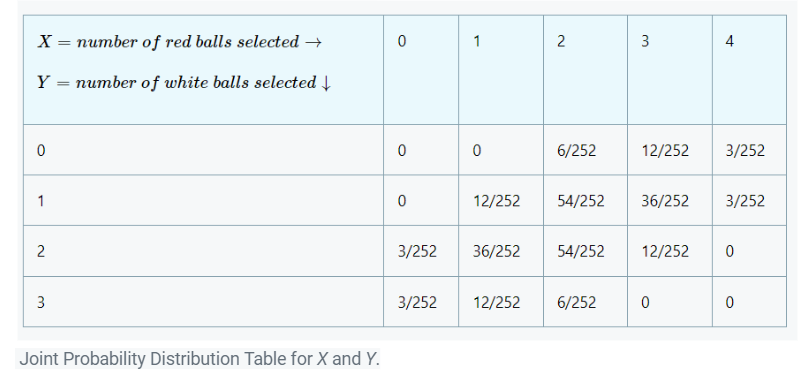 X = number of red balls selected → 0 1 2 3 4
Y = number of white balls selected ↓
0 0 0 6/252 12/252 3/252
1 0 12/252 54/252 36/252 3/252
2 3/252 36/252 54/252 12/252 0
3 3/252 12/252 6/252 0 0
Joint Probability Distribution Table for X and Y.